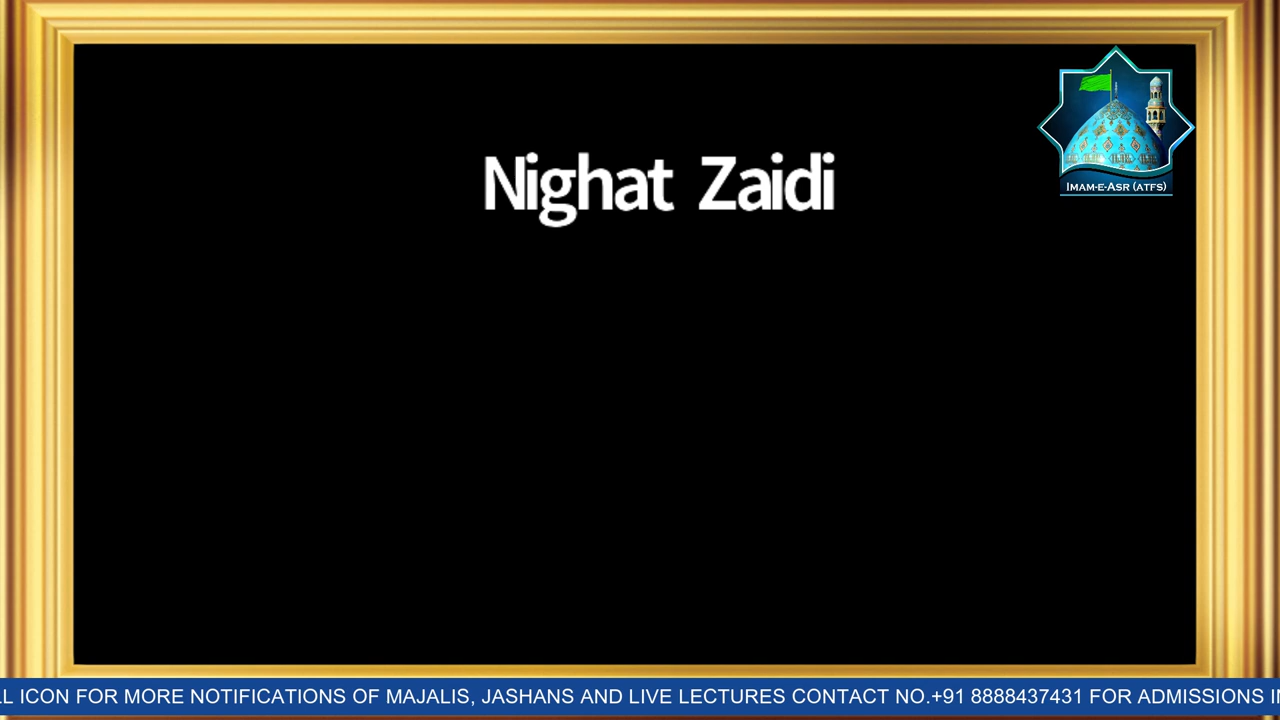 Nighat Zaidi
IMAM-E-ASR (ATFS)
ICON FOR MORE NOTIFICATIONS OF MAJALIS, JASHANS AND LIVE LECTURES CONTACT NO.+91 8888437431 FOR ADMISSIONS